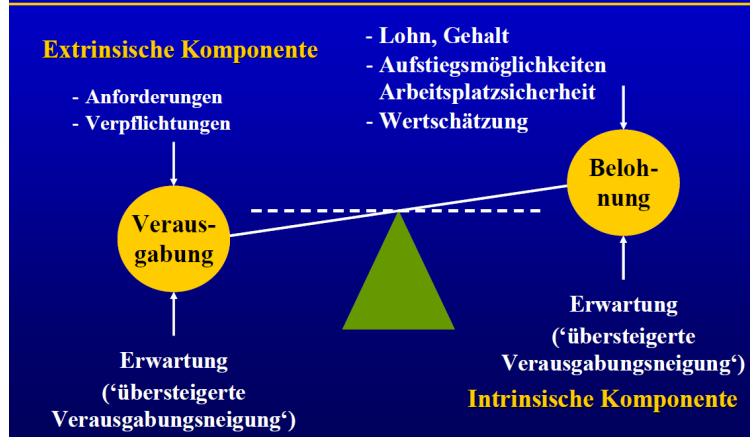 Extrinsische Komponente
- Anforderungen
- Verpflichtungen
- Lohn, Gehalt
- Aufstiegsmöglichkeiten
Arbeitsplatzsicherheit
- Wertschätzung
Veraus-
gabung
Beloh-
nung
Erwartung
(‘übersteigerte
Verausgabungsneigung‘)
Erwartung
(‘übersteigerte
Verausgabungsneigung‘)
Intrinsische Komponente